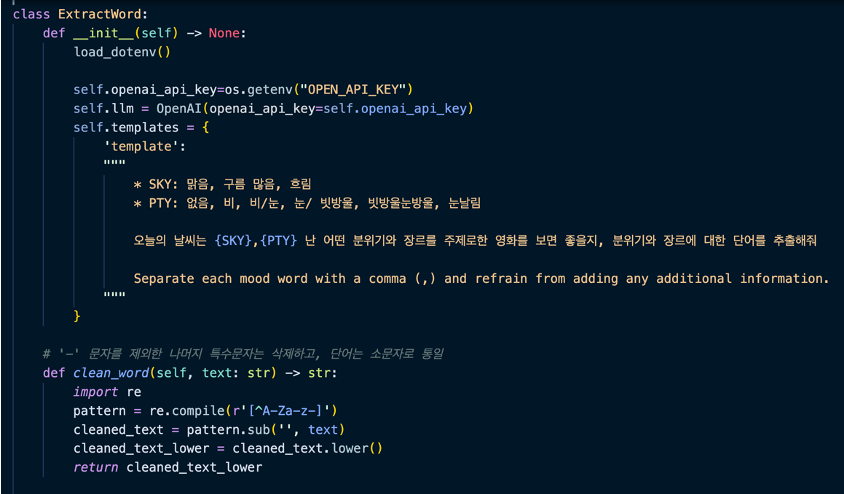 class ExtractWord:
    def __init__(self) -> None:
        load_dotenv()
        self.openai_api_key=os.getenv("OPEN_API_KEY")
        self.llm = OpenAI(openai_api_key=self.openai_api_key)
        self.templates = {
            'template':
            """
                * SKY: 맑음, 구름 많음, 흐림
                * PTY: 없음, 비, 비/눈, 눈/ 빗방울, 빗방울눈방울, 눈날림
                오늘의 날씨는 {SKY},{PTY} 난 어떤 분위기와 장르를 주제로한 영화를 보면 좋을지, 분위기와 장르에 대한 단어를 추출해줘
                Separate each mood word with a comma (,) and refrain from adding any additional information.
            """
        }
    # '-' 문자를 제외한 나머지 특수문자는 삭제하고, 단어는 소문자로 통일
    def clean_word(self, text: str) -> str:
        import re
        pattern = re.compile(r'[^A-Za-z-]')
        cleaned_text = pattern.sub('', text)
        cleaned_text_lower = cleaned_text.lower()
        return cleaned_text_lower